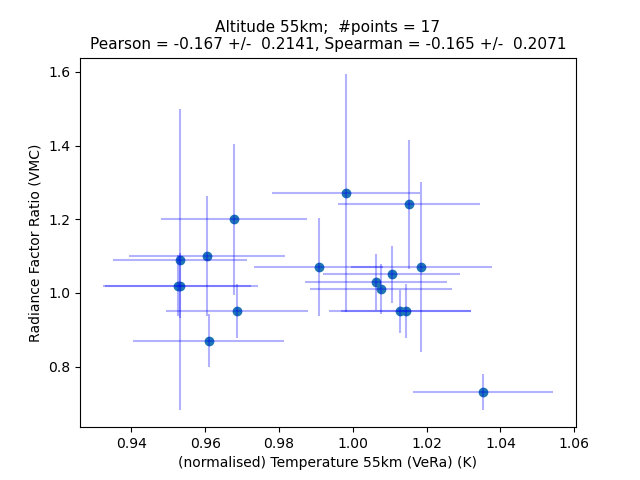 Altitude 55km;  #points = 17
Pearson = -0.167 +/-  0.2141, Spearman = -0.165 +/-  0.2071
1.6
1.4
1.2
1.0
0.8
Radiance Factor Ratio (VMC)
0.94 0.96 0.98 1.00 1.02 1.04 1.06
(normalised) Temperature 55km (VeRa) (K)